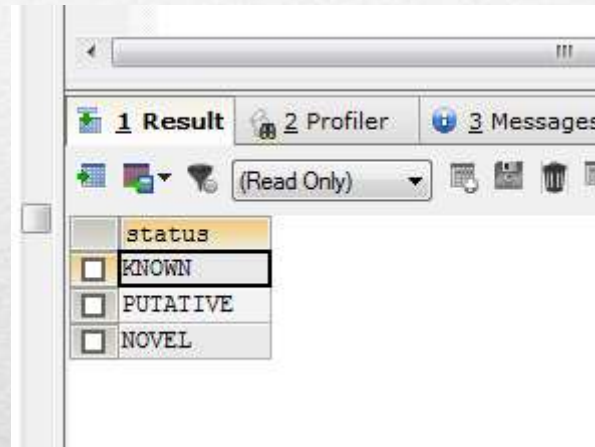 1 Result 2 Profiler 3 Messages
(Read Only)
status
KNOWN
PUTATIVE
NOVEL